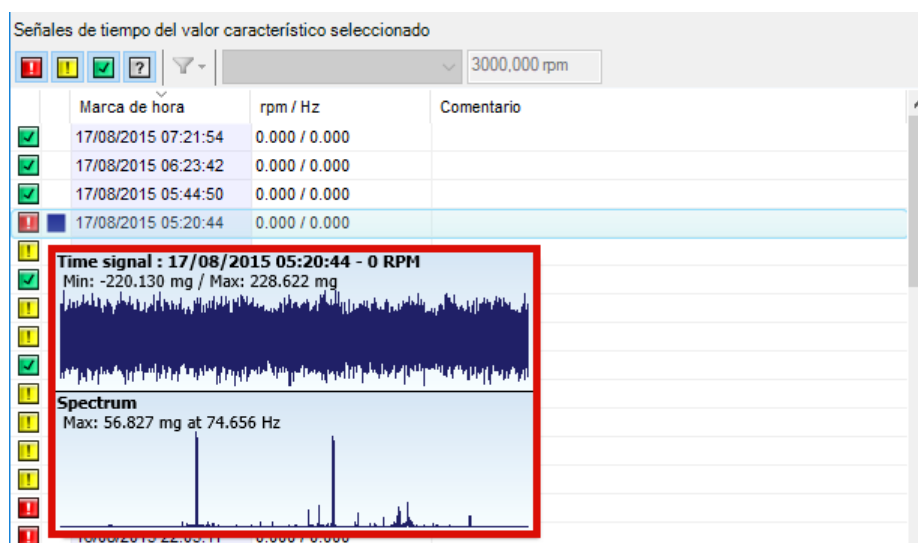 Señales de tiempo del valor característico seleccionado
3000,000 rpm
Marca de hora rpm / Hz Comentario
17/08/2015 07:21:54 0.000 / 0.000
17/08/2015 06:23:42 0.000 / 0.000
17/08/2015 05:44:50 0.000 / 0.000
17/08/2015 05:20:44 0.000 / 0.000
Time signal : 17/08/2015 05:20:44 - 0 RPM
Min: -220.130 mg / Max: 228.622 mg
Spectrum
Max: 56.827 mg at 74.656 Hz